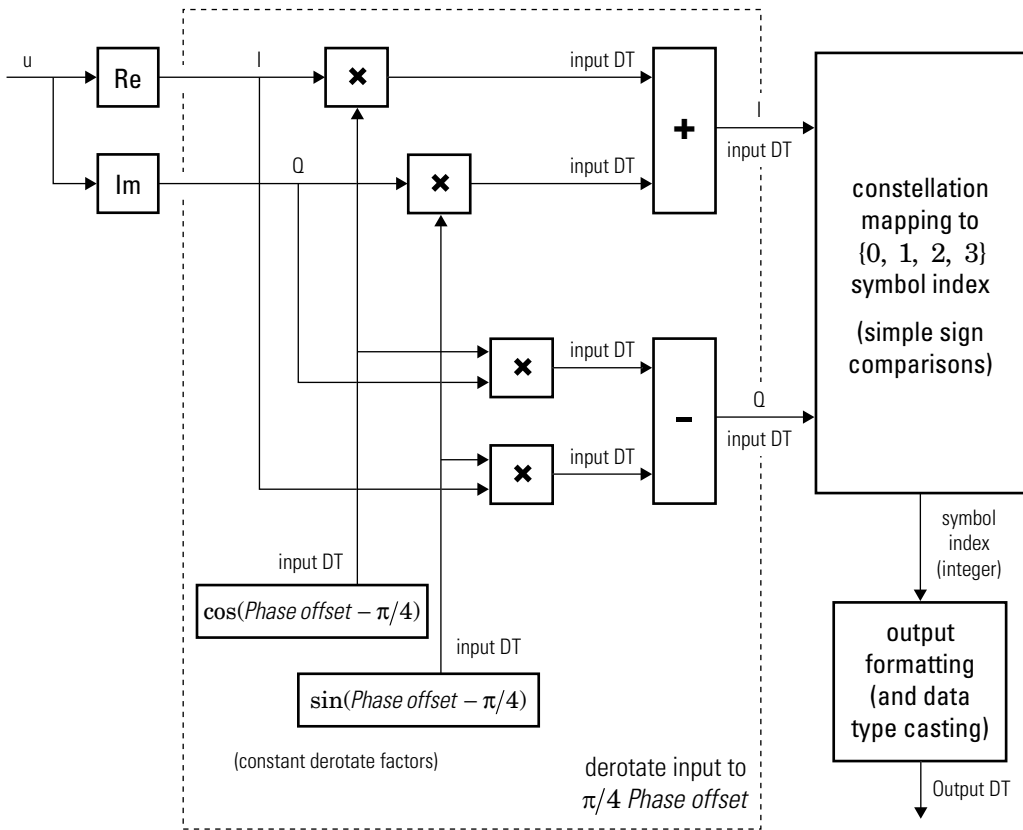 u
Re
I
×
input DT
+
I
input DT
Im
Q
×
input DT
constellation
mapping to
{0, 1, 2, 3}
symbol index
(simple sign
comparisons)
×
input DT
−
Q
input DT
×
input DT
symbol
index
(integer)
input DT
cos(Phase offset − π/4)
input DT
sin(Phase offset − π/4)
output
formatting
(and data
type casting)
(constant derotate factors)
derotate input to
π/4 Phase offset
Output DT